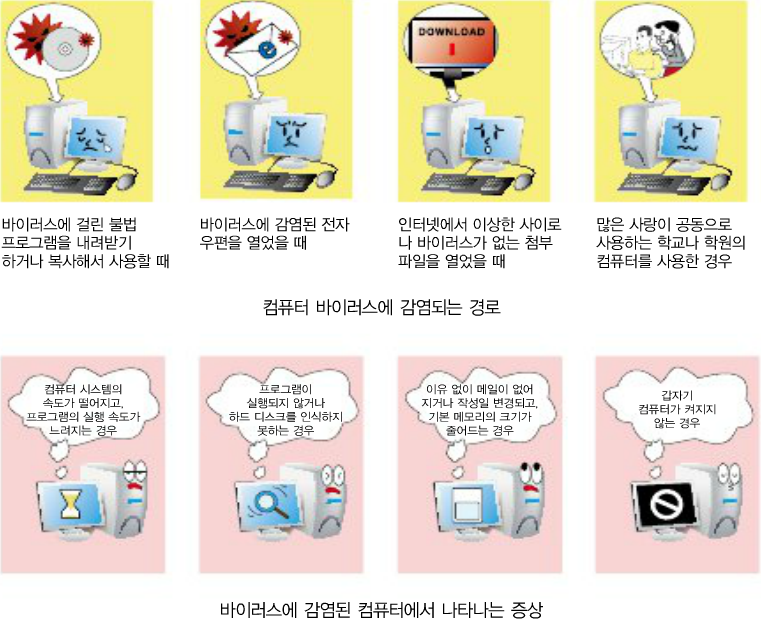 DOWNLOAD
바이러스에 걸린 불법
프로그램을 내려받기
하거나 복사해서 사용할 때
바이러스에 감염된 전자
우편을 열었을 때
인터넷에서 이상한 사이로
나 바이러스가 없는 첨부
파일을 열었을 때
많은 사랑이 공동으로
사용하는 학교나 학원의
컴퓨터를 사용한 경우
컴퓨터 바이러스에 감염되는 경로
컴퓨터 시스템의
속도가 떨어지고,
프로그램의 실행 속도가
느려지는 경우
프로그램이
실행되지 않거나
하드 디스크를 인식하지
못하는 경우
이유 없이 메일이 없어
지거나 작성일 변경되고,
기본 메모리의 크기가
줄어드는 경우
갑자기
컴퓨터가 켜지지
않는 경우
바이러스에 감염된 컴퓨터에서 나타나는 증상